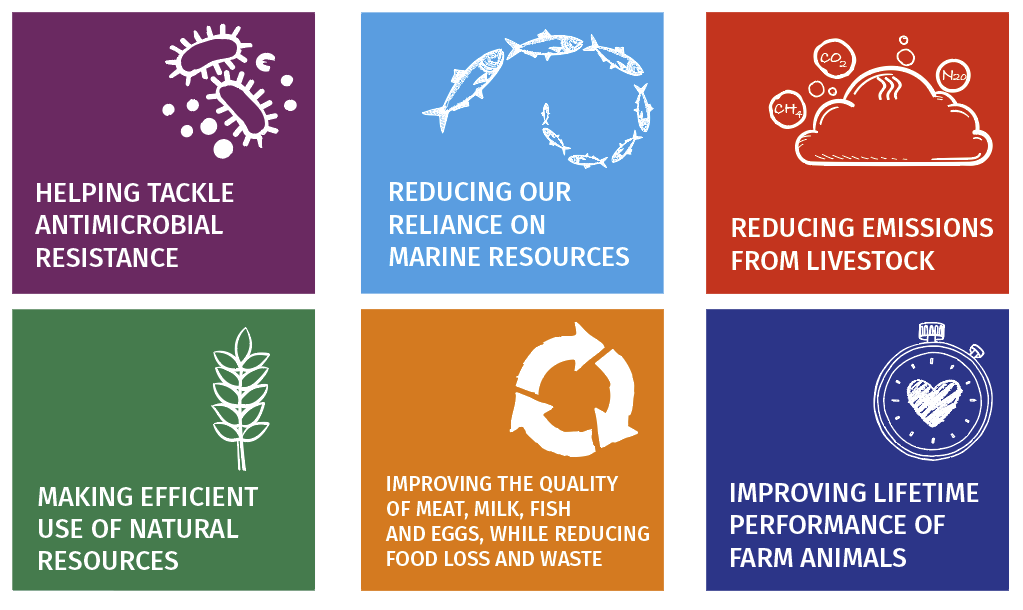 HELPING TACKLE
ANTIMICROBIAL
RESISTANCE
REDUCING OUR
RELIANCE ON
MARINE RESOURCES
CO2
N2O
CH4
REDUCING EMISSIONS
FROM LIVESTOCK
MAKING EFFICIENT
USE OF NATURAL
RESOURCES
IMPROVING THE QUALITY
OF MEAT, MILK, FISH
AND EGGS, WHILE REDUCING
FOOD LOSS AND WASTE
IMPROVING LIFETIME
PERFORMANCE OF
FARM ANIMALS